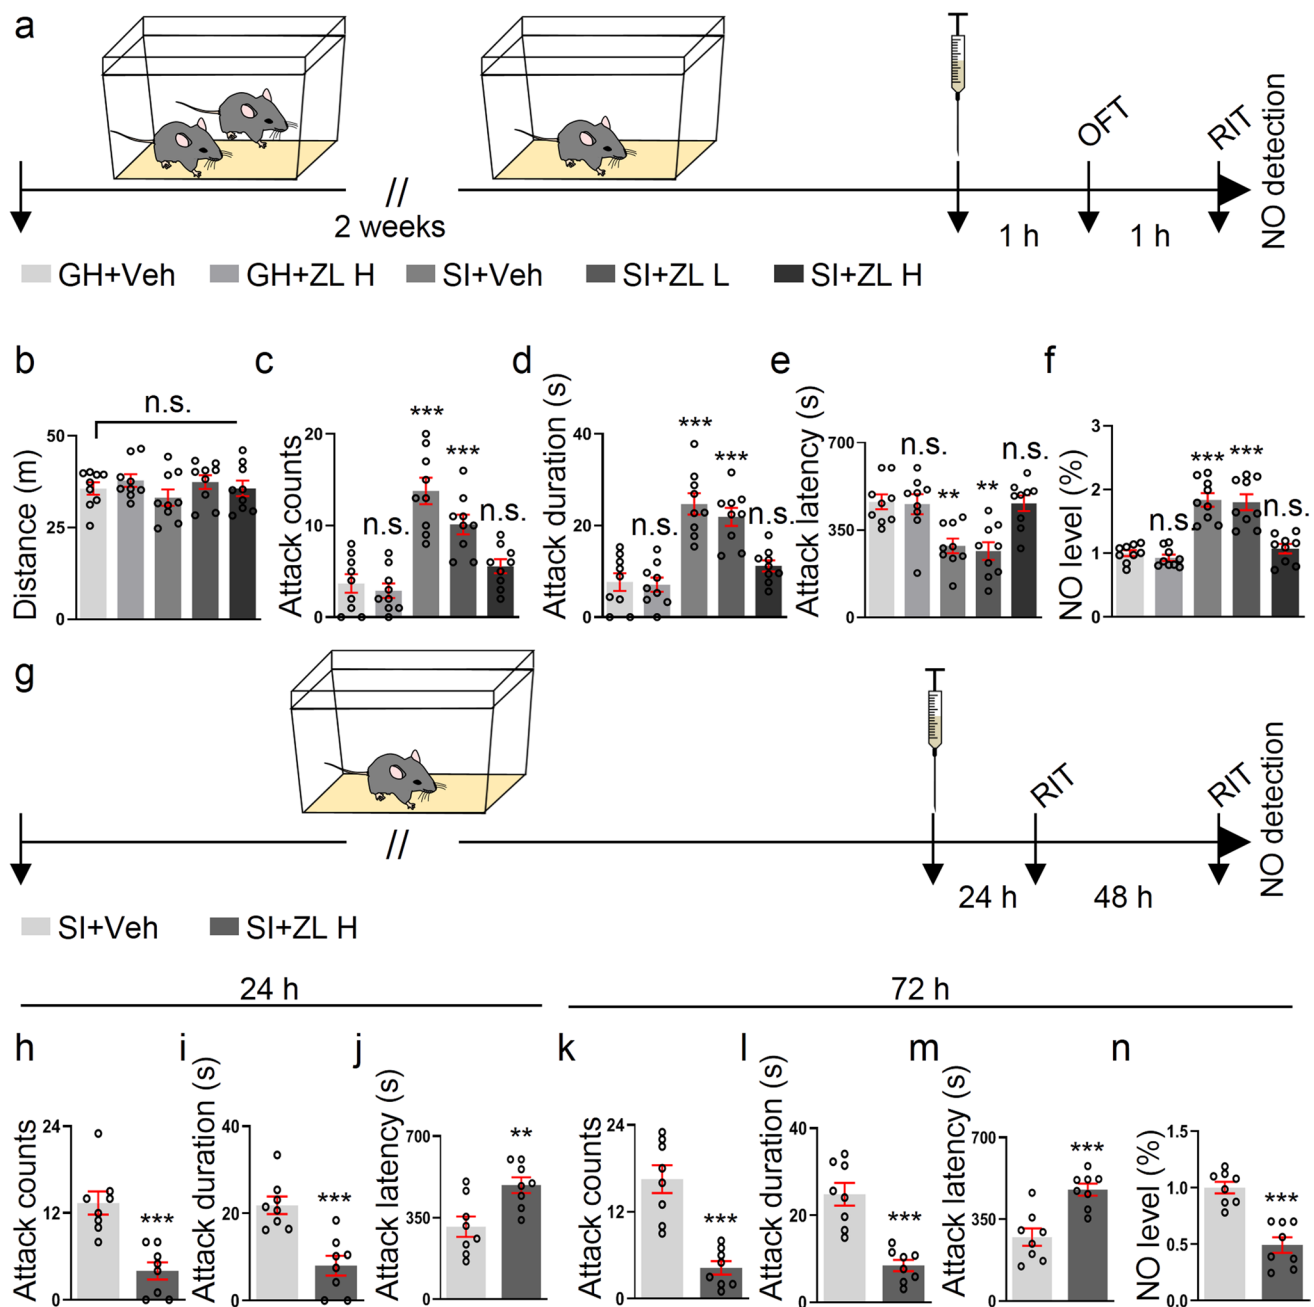 a
OFT
RIT
NO detection
//
2 weeks
1 h
1 h
GH+Veh GH+ZL H SI+Veh SI+ZL L SI+ZL H
b
n.s.
Distance (m)
50
25
0
c
Attack counts
20
10
0
n.s.
***
***
n.s.
d
Attack duration (s)
40
20
0
n.s.
***
***
n.s.
e
Attack latency (s)
700
350
0
n.s.
**
**
n.s.
f
NO level (%)
3
2
1
0
n.s.
***
***
n.s.
g
RIT
RIT
NO detection
//
24 h
48 h
SI+Veh SI+ZL H
24 h
72 h
h
Attack counts
24
12
0
***
i
Attack duration (s)
40
20
0
***
j
Attack latency (s)
700
350
0
**
k
Attack counts
24
12
0
***
l
Attack duration (s)
40
20
0
***
m
Attack latency (s)
700
350
0
***
n
NO level (%)
1.5
1.0
0.5
0.0
***